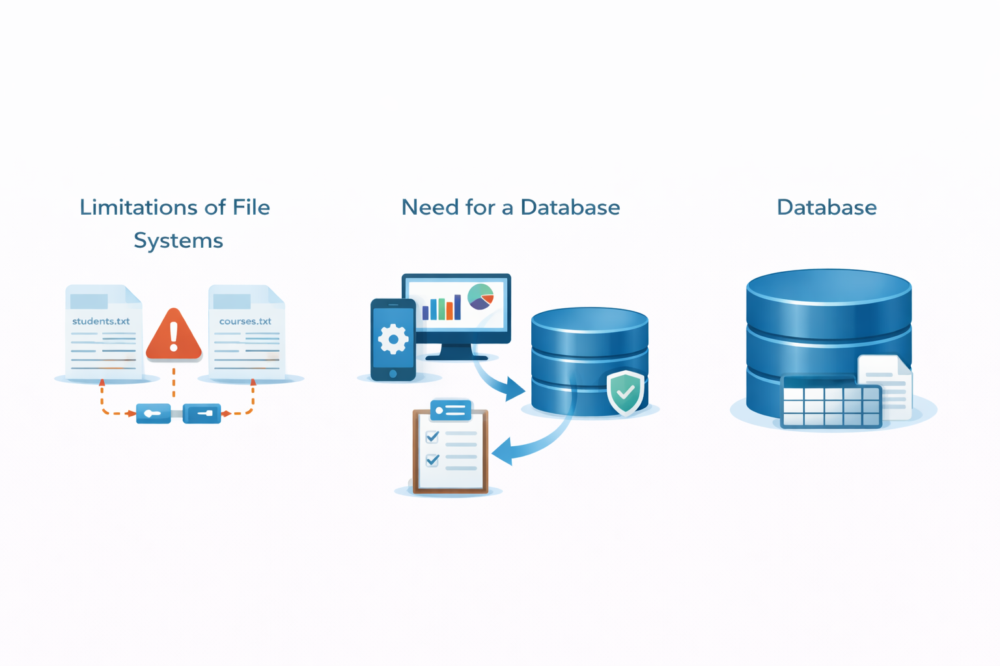 Limitations of File
Systems
students.txt
courses.txt
Need for a Database
Database